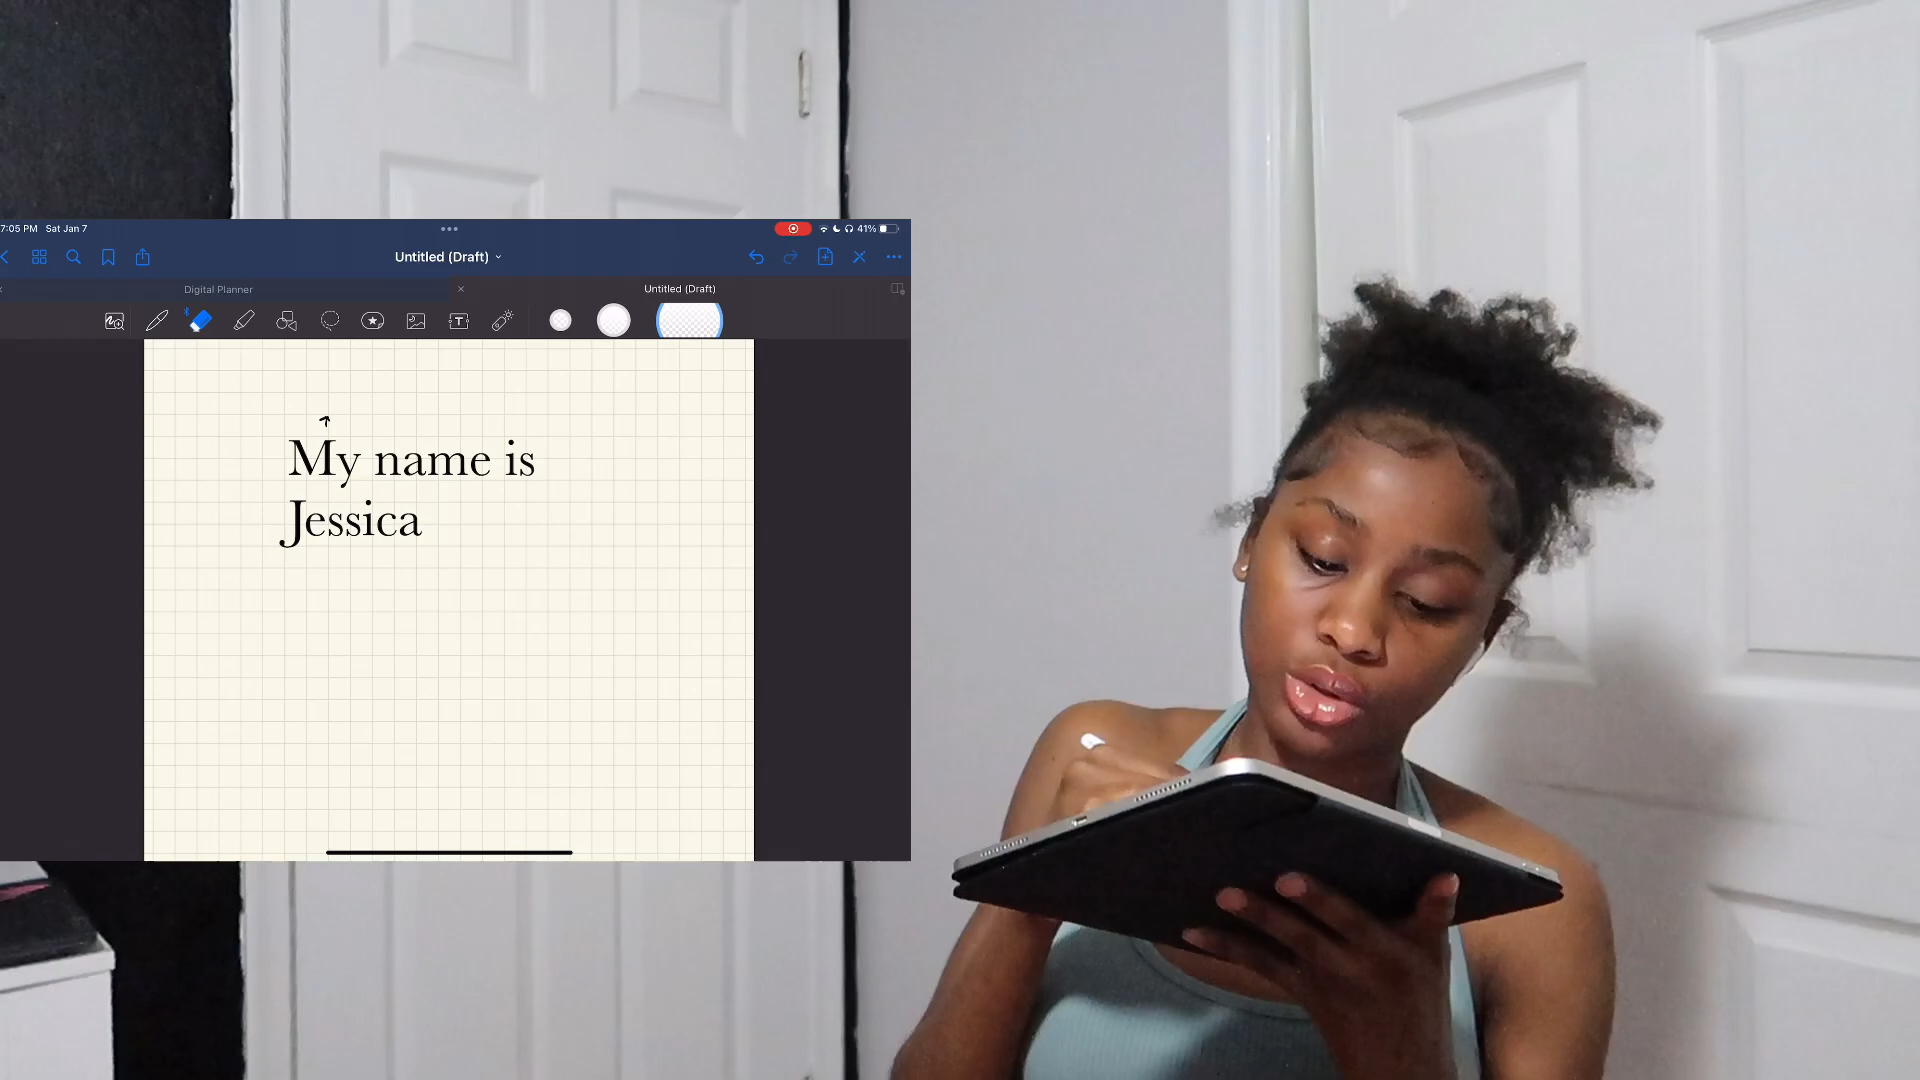 7:05 PM Sat Jan 7
41%
Untitled (Draft)
Digital Planner
Untitled (Draft)
T
My name is
Jessica